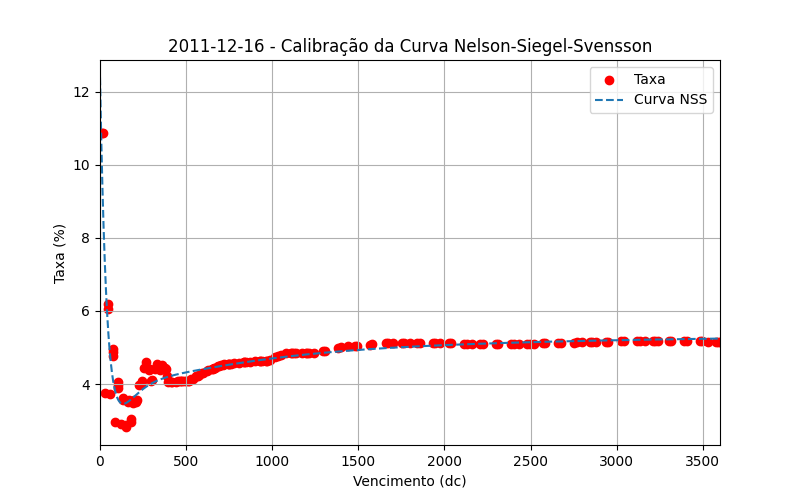 2011-12-16 - Calibração da Curva Nelson-Siegel-Svensson
Taxa
Curva NSS
12
10
8
6
4
Taxa (%)
0 500 1000 1500 2000 2500 3000 3500
Vencimento (dc)